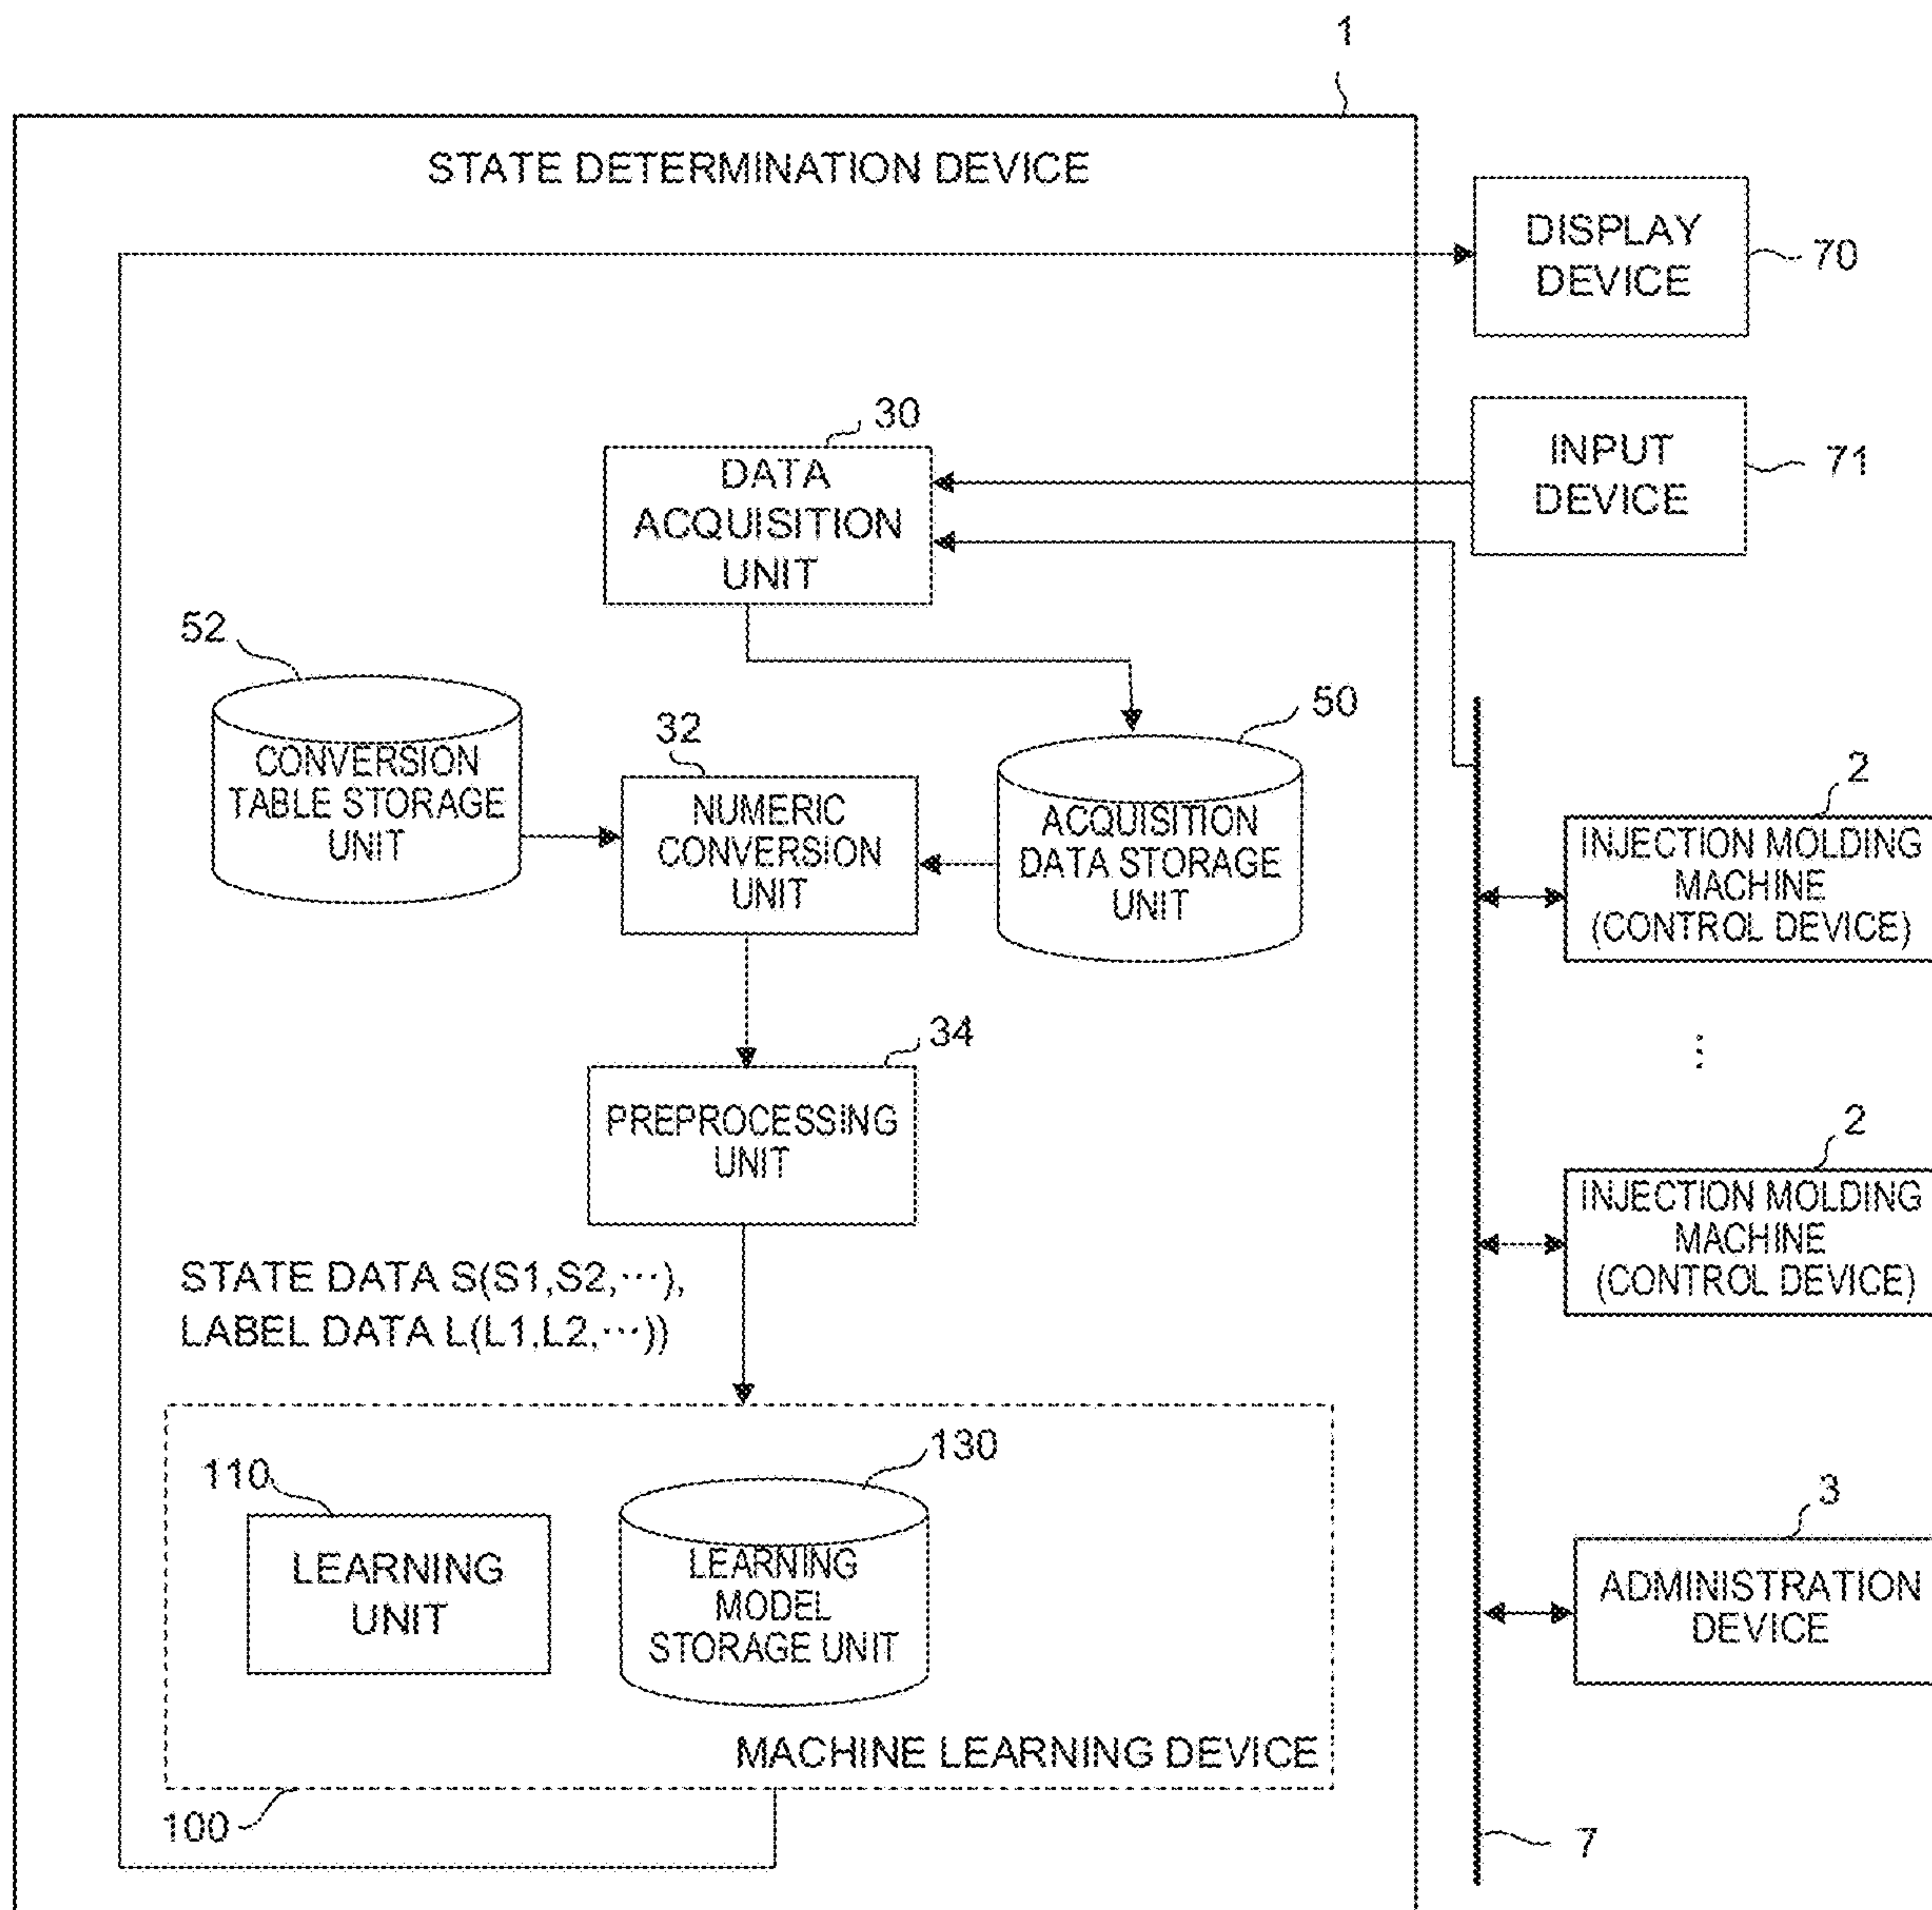 1
STATE DETERMINATION DEVICE
DISPLAY
DEVICE
70
30
DATA
ACQUISITION
UNIT
INPUT
DEVICE
71
52
CONVERSION
TABLE STORAGE
UNIT
32
NUMERIC
CONVERSION
UNIT
50
ACQUISITION
DATA STORAGE
UNIT
2
INJECTION MOLDING
MACHINE
(CONTROL DEVICE)
⋮
34
PREPROCESSING
UNIT
2
INJECTION MOLDING
MACHINE
(CONTROL DEVICE)
STATE DATA S(S1,S2,⋯),
LABEL DATA L(L1,L2,⋯))
110
LEARNING
UNIT
130
LEARNING
MODEL
STORAGE UNIT
3
ADMINISTRATION
DEVICE
MACHINE LEARNING DEVICE
100
7